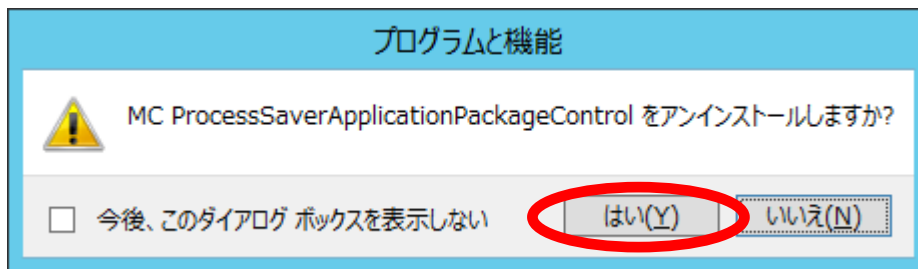 プログラムと機能
MC ProcessSaverApplicationPackageControl をアンインストールしますか?
今後、このダイアログ ボックスを表示しない
はい(Y)
いいえ(N)